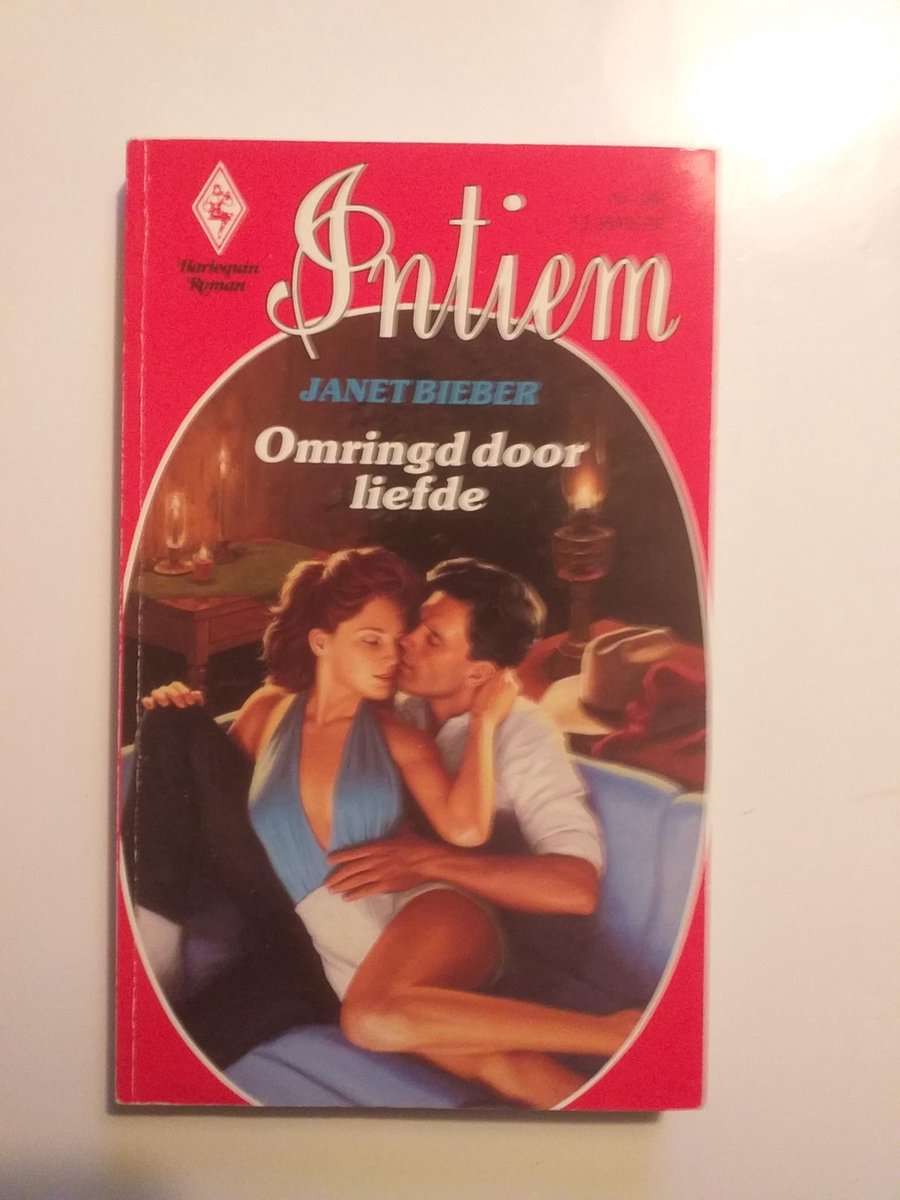 Harlequin
Roman
Intiem
JANET BIEBER
Omringd door
liefde